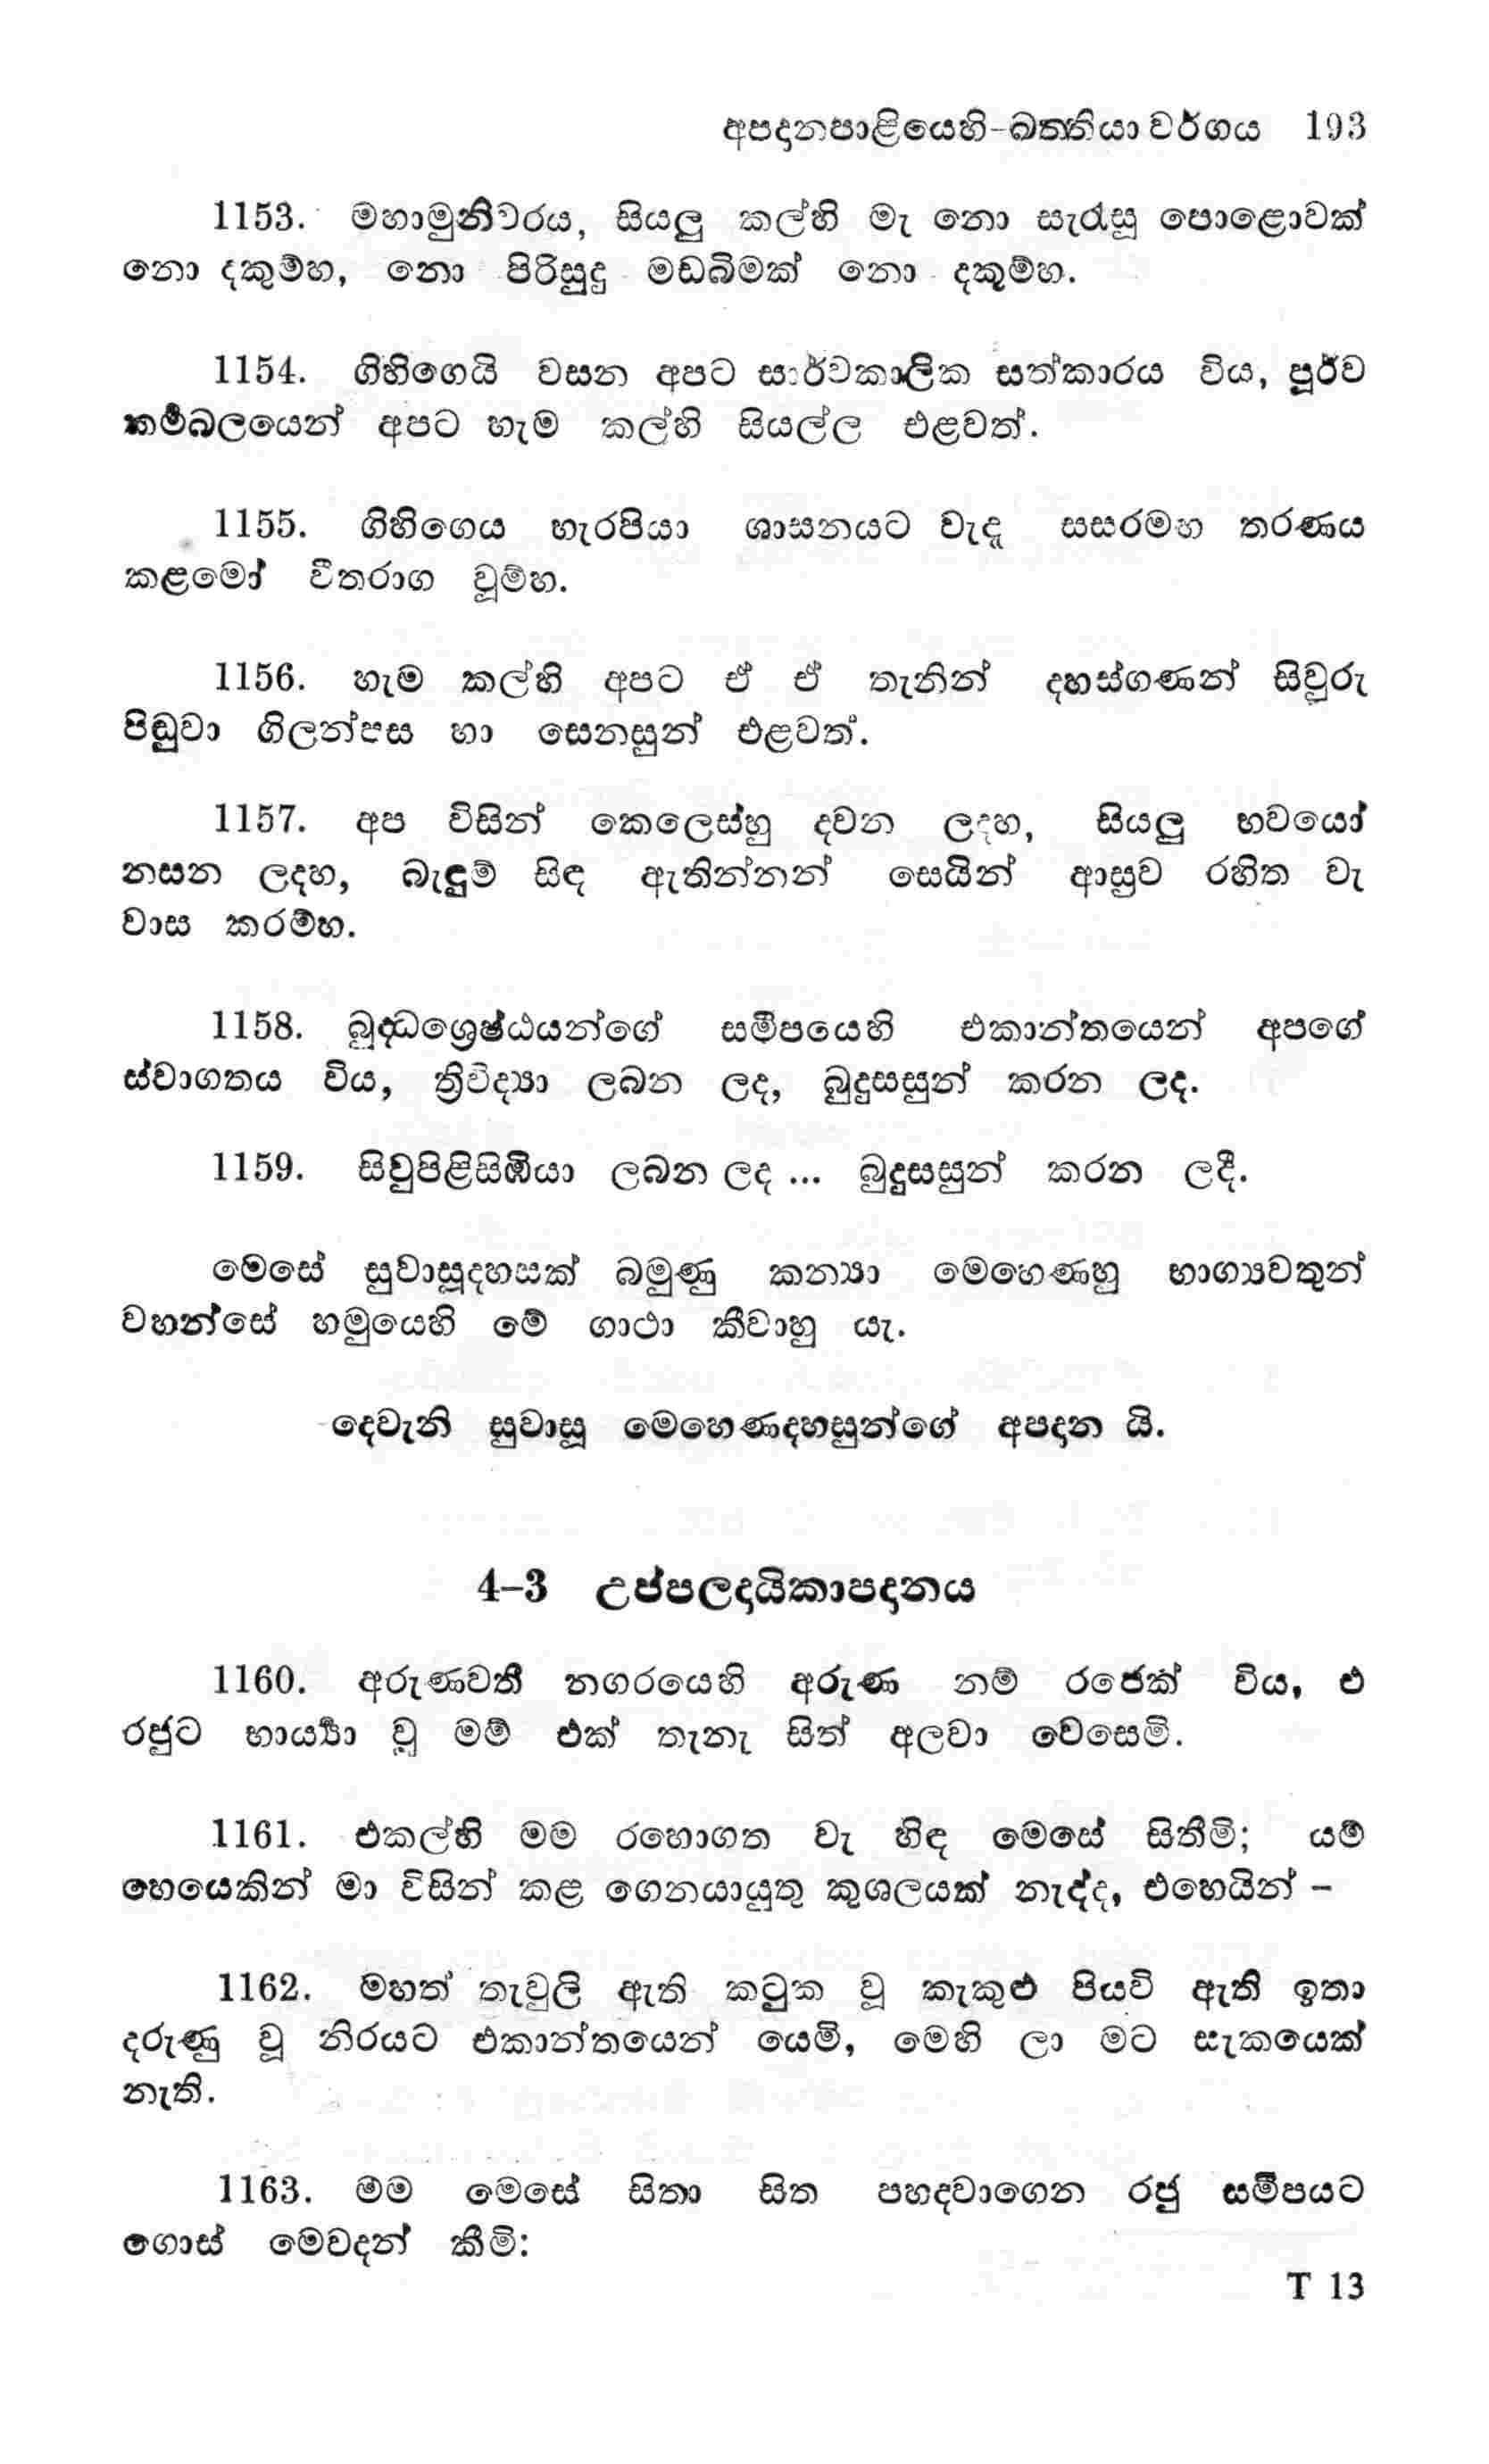 අපදානපාළියෙහි-ඛත්තියා වර්ගය 193
1153. මහාමුනිවරය, සියලු කල්හි මැ නො සැරැසූ පොළොවක්
නො දකුම්හ, නො පිරිසුදු මඩබිමක් නො දකුම්හ.
1154. ගිහිගෙයි වසන අපට සාර්වකාලික සත්කාරය විය, පූර්ව
කර්‍මබලයෙන් අපට හැම කල්හි සියල්ල එළවත්.
1155. ගිහිගෙය හැරපියා ශාසනයට වැදැ සසරමහ තරණය
කළමෝ වීතරාග වූම්හ.
1156. හැම කල්හි අපට ඒ ඒ තැනින් දහස්ගණන් සිවුරු
පිඬුවා ගිලන්පස හා සෙනසුන් එළවත්.
1157. අප විසින් කෙලෙස්හු දවන ලදහ, සියලු භවයෝ
නසන ලදහ, බැඳුම් සිඳ ඇතින්නන් සෙයින් ආසුව රහිත වැ
වාස කරම්හ.
1158. බුද්ධශ්‍රෙෂ්ඨයන්ගේ සමීපයෙහි එකාන්තයෙන් අපගේ
ස්වාගතය විය, ත්‍රිවිද්‍යා ලබන ලද, බුදුසසුන් කරන ලද.
1159. සිවුපිළිසිඹියා ලබන ලද ... බුදුසසුන් කරන ලදී.
මෙසේ සුවාසූදහසක් බමුණු කන්‍යා මෙහෙණහු භාග්‍යවතුන්
වහන්සේ හමුයෙහි මේ ගාථා කීවාහු යැ.
දෙවැනි සුවාසූ මෙහෙණදහසුන්ගේ අපදාන යි.
4-3 උප්පලදායිකාපදානය
1160. අරුණවතී නගරයෙහි අරුණ නම් රජෙක් විය, එ
රජුට භාර්‍ය්‍යා වූ මම් එක් තැනැ සිත් අලවා වෙසෙමි.
1161. එකල්හි මම රහොගත වැ හිඳ මෙසේ සිතීමි; යම්
හෙයෙකින් මා විසින් කළ ගෙනයායුතු කුශලයක් නැද්ද, එහෙයින් -
1162. මහත් තැවුලි ඇති කටුක වූ කැකුළු පියවි ඇති ඉතා
දරුණු වූ නිරයට එකාන්තයෙන් යෙමි, මෙහි ලා මට සැකයෙක්
නැති.
1163. මම මෙසේ සිතා සිත පහදවාගෙන රජු සමීපයට
ගොස් මෙවදන් කීමි:
T 13